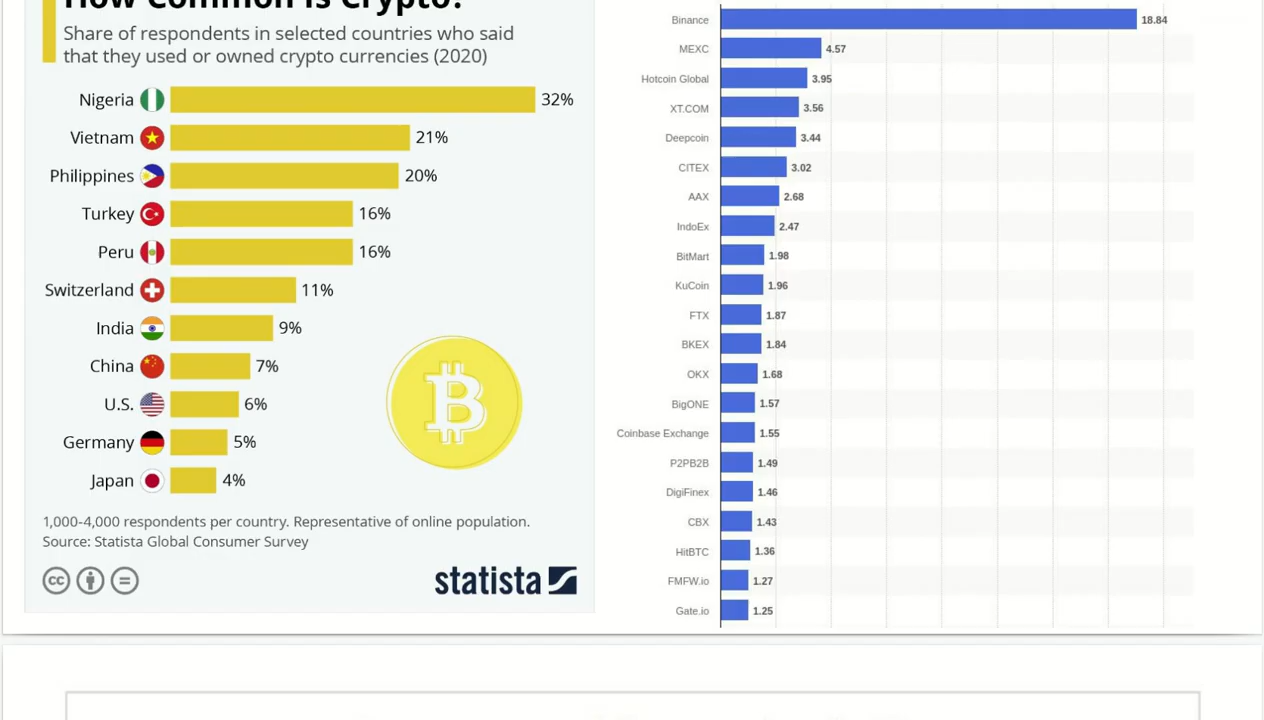 How Common is Crypto?
Share of respondents in selected countries who said
that they used or owned crypto currencies (2020)
Nigeria 32%
Vietnam 21%
Philippines 20%
Turkey 16%
Peru 16%
Switzerland 11%
India 9%
China 7%
U.S. 6%
Germany 5%
Japan 4%
1,000-4,000 respondents per country. Representative of online population.
Source: Statista Global Consumer Survey
cc
statista
Binance 18.84
MEXC 4.57
Hotcoin Global 3.95
XT.COM 3.56
Deepcoin 3.44
CITEX 3.02
AAX 2.68
IndoEx 2.47
BitMart 1.98
KuCoin 1.96
FTX 1.87
BKEX 1.84
OKX 1.68
BigONE 1.57
Coinbase Exchange 1.55
P2PB2B 1.49
DigiFinex 1.46
CBX 1.43
HitBTC 1.36
FMFW.io 1.27
Gate.io 1.25